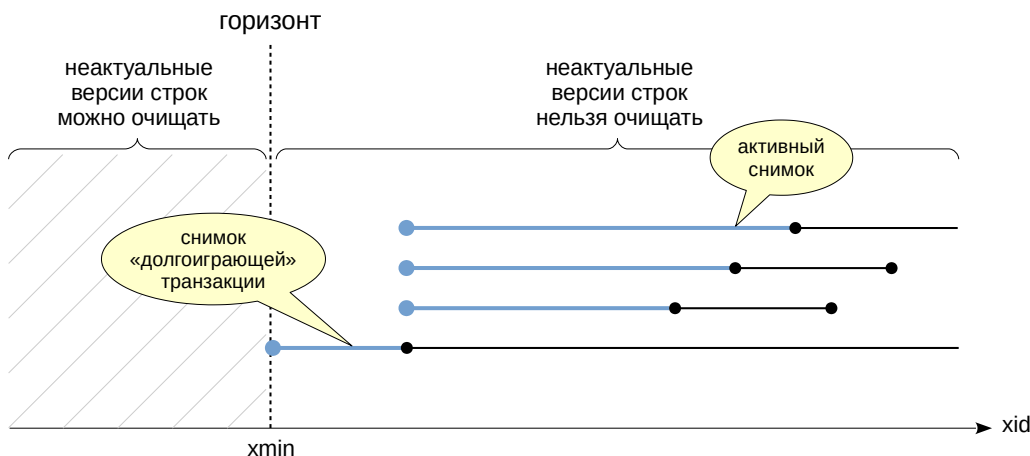 горизонт
неактуальные
версии строк
можно очищать
неактуальные
версии строк
нельзя очищать
активный
снимок
снимок
«долгоиграющей»
транзакции
xid
xmin